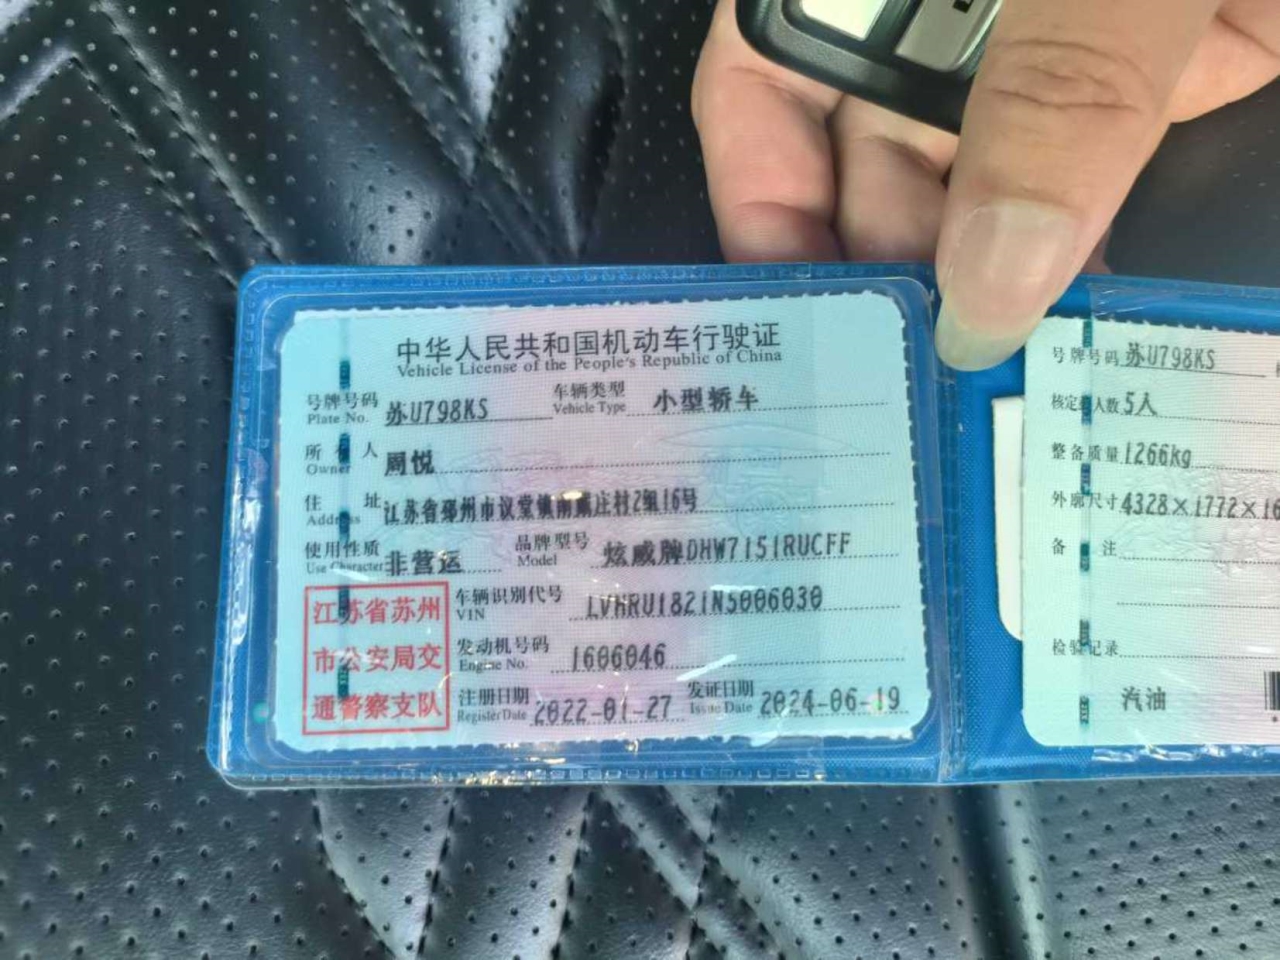 中华人民共和国机动车行驶证
Vehicle License of the People's Republic of China
号牌号码 苏U798KS 车辆类型 小型轿车
Plate No. Vehicle Type
所有人 周悦
Owner
住址 江苏省邳州市议堂镇南 庄村2组16号
Address
使用性质 非营运 品牌型号 炫威牌DHW7151RUCFF
Use Character Model
车辆识别代号 LVHRU1821N5006030
VIN
发动机号码 1606046
Engine No.
注册日期 2022-01-27 发证日期 2024-06-19
Register Date Issue Date
江苏省苏州
市公安局交
通警察支队
号牌号码 苏U798KS
核定 人数 5人
整备质量 1266kg
外廓尺寸 4328×1772×16
备注
检验记录
汽油